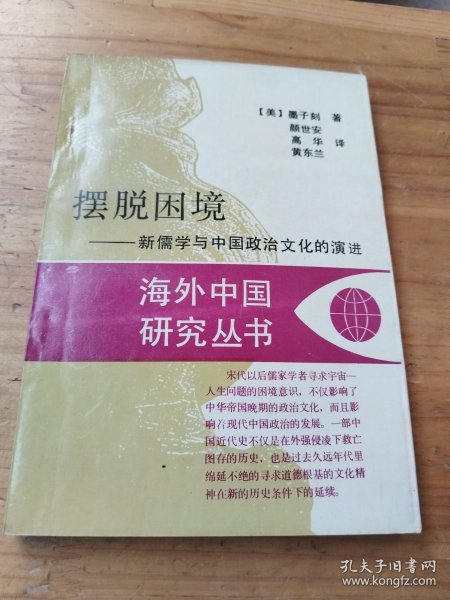 【美】墨子刻 著
颜世安
高 华 译
黄东兰
摆脱困境
——新儒学与中国政治文化的演进
海外中国
研究丛书
宋代以后儒家学者寻求宇宙—
人生问题的困境意识，不仅影响了
中华帝国晚期的政治文化，而且影
响着现代中国政治的发展。一部中
国近代史不仅是在外强侵凌下救亡
图存的历史，也是过去久远年代里
绵延不绝的寻求道德根基的文化精
神在新的历史条件下的延续。
孔夫子旧书网
www.kongfz.com